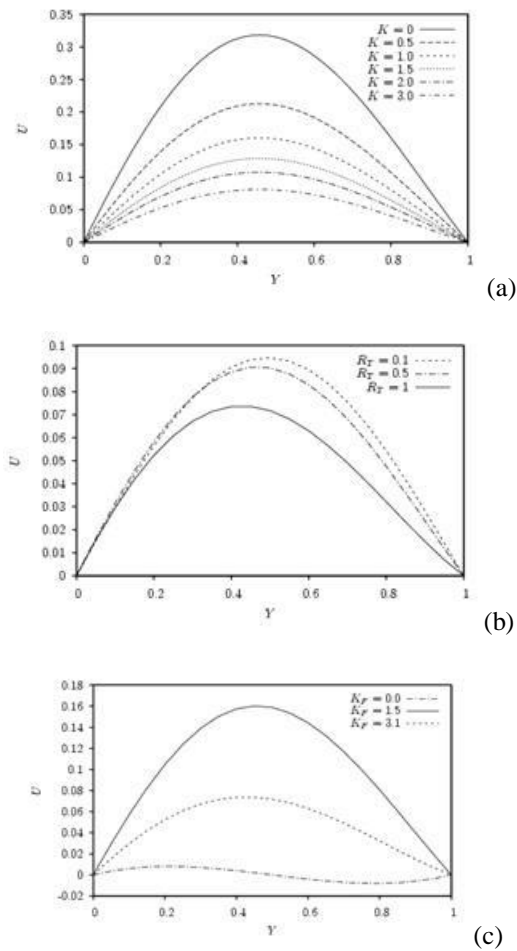 0.35
0.3
0.25
0.2
0.15
0.1
0.05
0
U
K = 0
K = 0.5
K = 1.0
K = 1.5
K = 2.0
K = 3.0
0 0.2 0.4 0.6 0.8 1
Y
(a)
0.1
0.09
0.08
0.07
0.06
0.05
0.04
0.03
0.02
0.01
0
U
R_T = 0.1
R_T = 0.5
R_T = 1
0 0.2 0.4 0.6 0.8 1
Y
(b)
0.18
0.16
0.14
0.12
0.1
0.08
0.06
0.04
0.02
0
-0.02
U
K_F = 0.0
K_F = 1.5
K_F = 3.1
0 0.2 0.4 0.6 0.8 1
Y
(c)